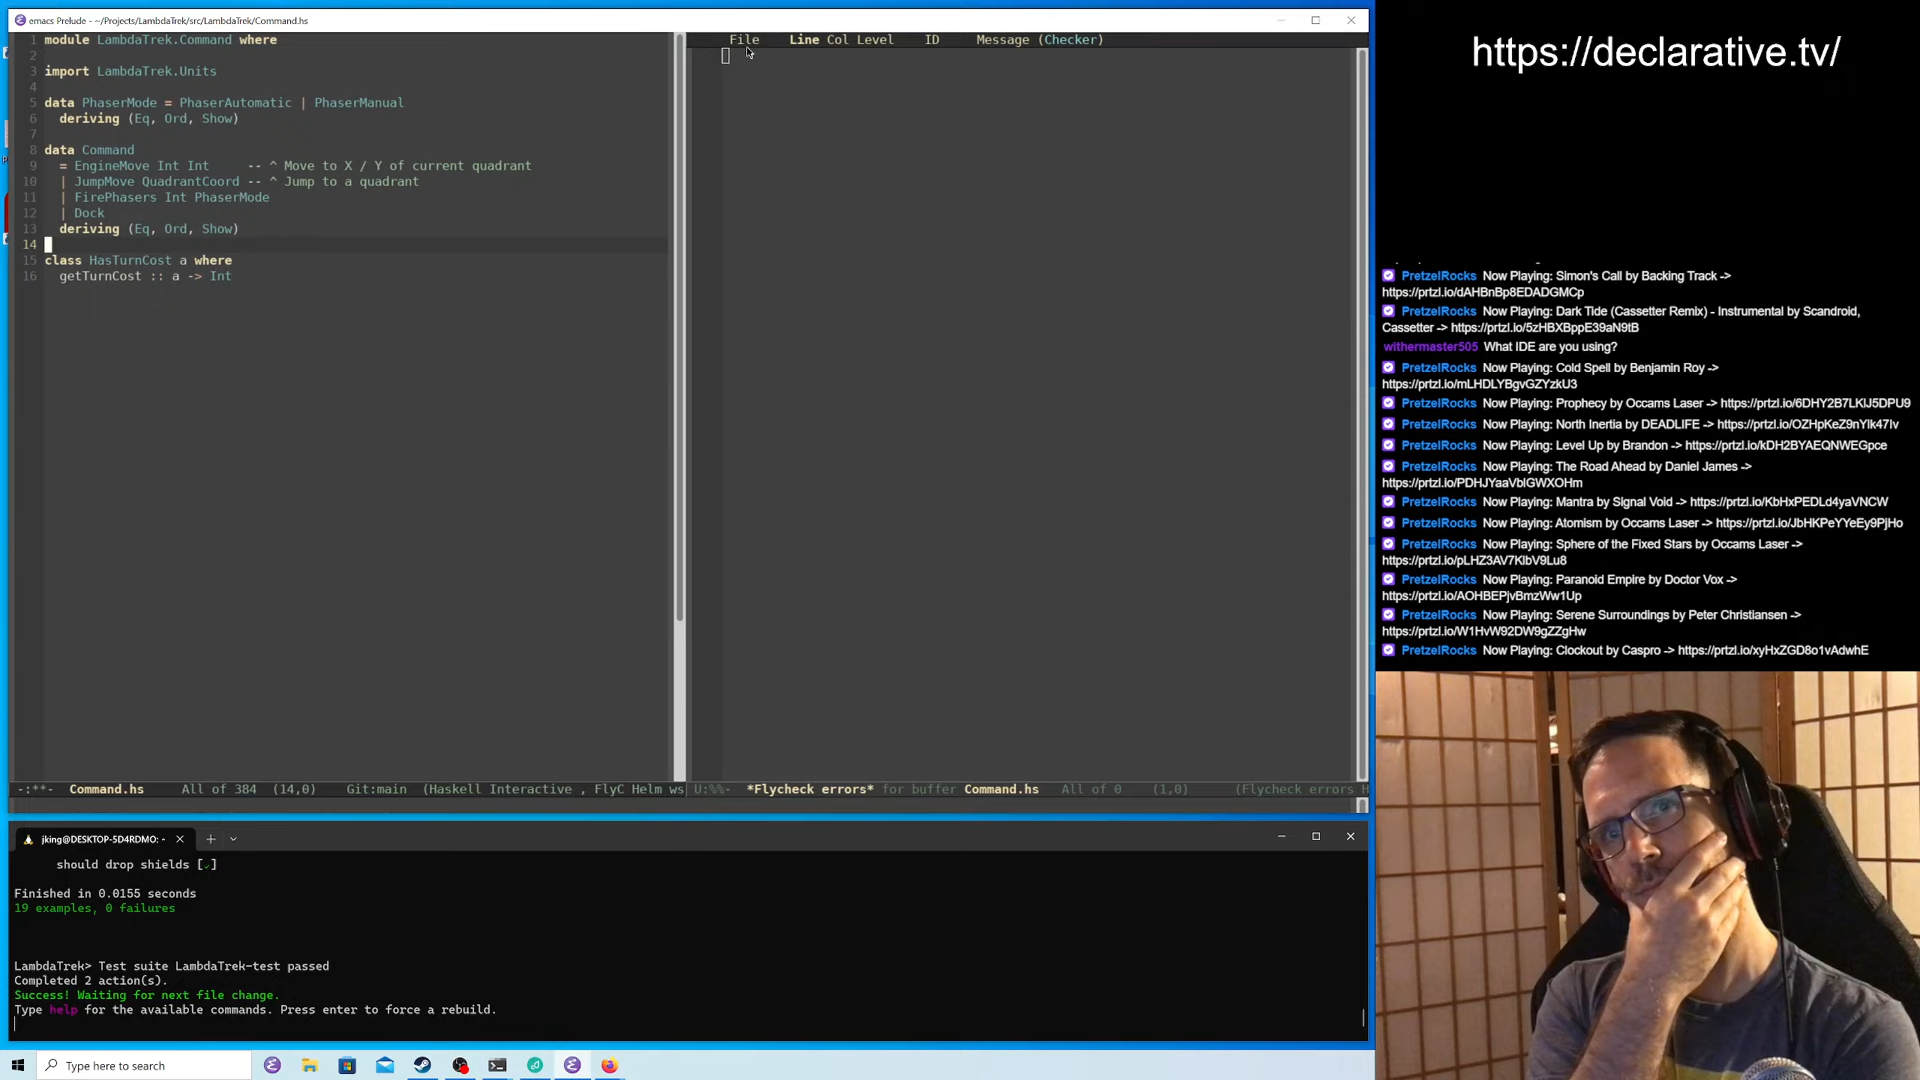 emacs Prelude - ~/Projects/LambdaTrek/src/LambdaTrek/Command.hs
1 module LambdaTrek.Command where
2
3 import LambdaTrek.Units
4
5 data PhaserMode = PhaserAutomatic | PhaserManual
6 deriving (Eq, Ord, Show)
7
8 data Command
9 = EngineMove Int Int -- ^ Move to X / Y of current quadrant
10 | JumpMove QuadrantCoord -- ^ Jump to a quadrant
11 | FirePhasers Int PhaserMode
12 | Dock
13 deriving (Eq, Ord, Show)
14
15 class HasTurnCost a where
16 getTurnCost :: a -> Int
-:**- Command.hs All of 384 (14,0) Git:main (Haskell Interactive , FlyC Helm ws
File Line Col Level ID Message (Checker)
U:%%- *Flycheck errors* for buffer Command.hs All of 0 (1,0) (Flycheck errors H
jking@DESKTOP-5D4RDMO: ~
should drop shields [✓]
Finished in 0.0155 seconds
19 examples, 0 failures
LambdaTrek> Test suite LambdaTrek-test passed
Completed 2 action(s).
Success! Waiting for next file change.
Type help for the available commands. Press enter to force a rebuild.
Type here to search
https://declarative.tv/
PretzelRocks Now Playing: Simon's Call by Backing Track ->
https://prtzl.io/dAHBnBp8EDADGMCp
PretzelRocks Now Playing: Dark Tide (Cassetter Remix) - Instrumental by Scandroid,
Cassetter -> https://prtzl.io/5zHBXBppE39aN9tB
withermaster505 What IDE are you using?
PretzelRocks Now Playing: Cold Spell by Benjamin Roy ->
https://prtzl.io/mLHDLYBgvGZYzkU3
PretzelRocks Now Playing: Prophecy by Occams Laser -> https://prtzl.io/6DHY2B7LKlJ5DPU9
PretzelRocks Now Playing: North Inertia by DEADLIFE -> https://prtzl.io/OZHpKeZ9nYlk47Iv
PretzelRocks Now Playing: Level Up by Brandon -> https://prtzl.io/kDH2BYAEQNWEGpce
PretzelRocks Now Playing: The Road Ahead by Daniel James ->
https://prtzl.io/PDHJYaaVblGWXOHm
PretzelRocks Now Playing: Mantra by Signal Void -> https://prtzl.io/KbHxPEDLd4yaVNCW
PretzelRocks Now Playing: Atomism by Occams Laser -> https://prtzl.io/JbHKPeYYeEy9PjHo
PretzelRocks Now Playing: Sphere of the Fixed Stars by Occams Laser ->
https://prtzl.io/pLHZ3AV7KlbV9Lu8
PretzelRocks Now Playing: Paranoid Empire by Doctor Vox ->
https://prtzl.io/AOHBEPjvBmzWw1Up
PretzelRocks Now Playing: Serene Surroundings by Peter Christiansen ->
https://prtzl.io/W1HvW92DW9gZZgHw
PretzelRocks Now Playing: Clockout by Caspro -> https://prtzl.io/xyHxZGD8o1vAdwhE